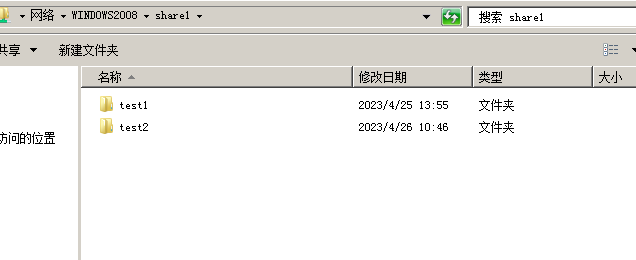 网络 WINDOWS2008 share1 搜索 share1
共享 新建文件夹
名称 修改日期 类型 大小
test1 2023/4/25 13:55 文件夹
test2 2023/4/26 10:46 文件夹
访问的位置